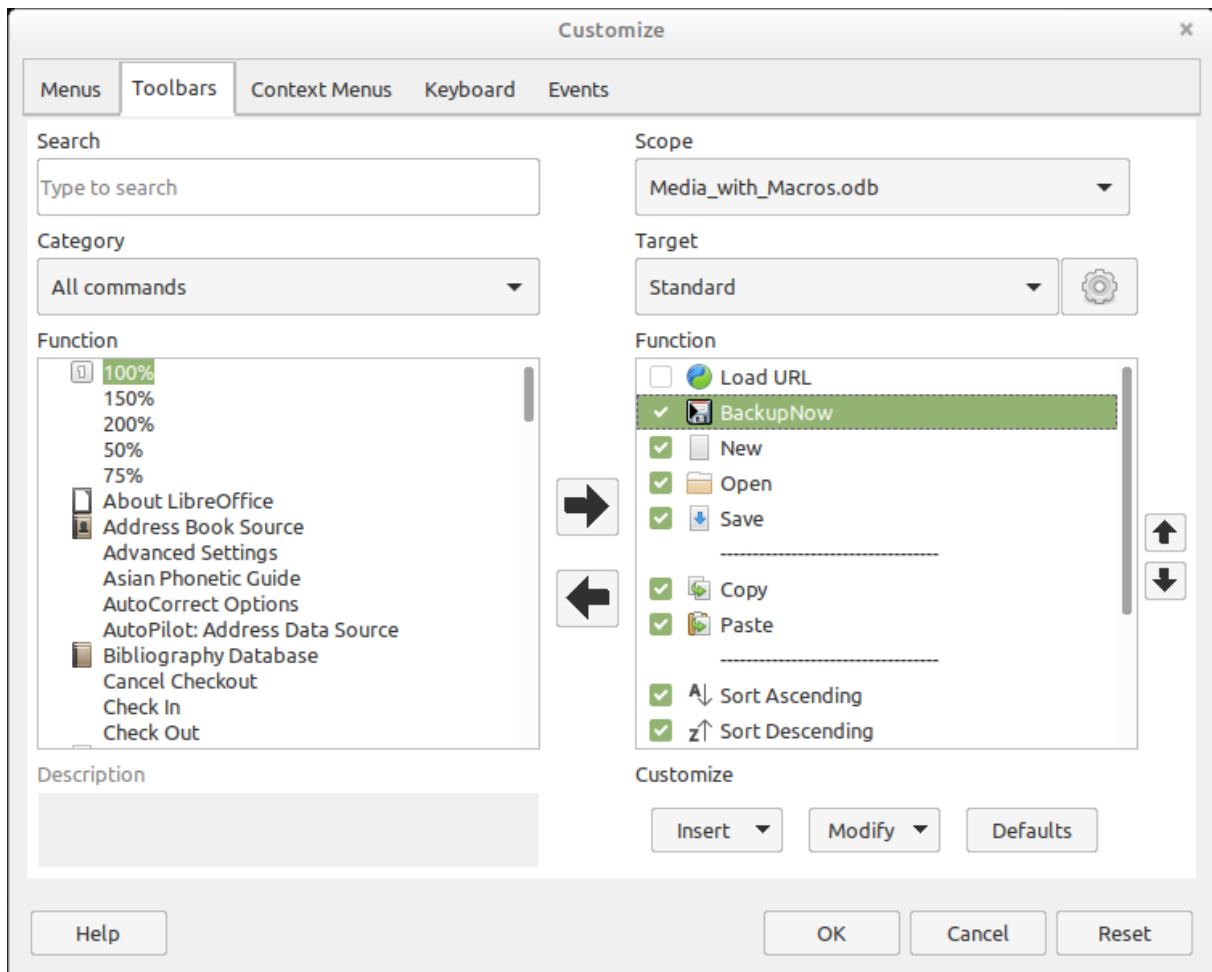 Customize
Menus
Toolbars
Context Menus
Keyboard
Events
Search
Type to search
Category
All commands
Function
100%
150%
200%
50%
75%
About LibreOffice
Address Book Source
Advanced Settings
Asian Phonetic Guide
AutoCorrect Options
AutoPilot: Address Data Source
Bibliography Database
Cancel Checkout
Check In
Check Out
Description
Scope
Media_with_Macros.odb
Target
Standard
Function
Load URL
BackupNow
New
Open
Save
----------------------------------
Copy
Paste
----------------------------------
Sort Ascending
Sort Descending
Customize
Insert
Modify
Defaults
Help
OK
Cancel
Reset